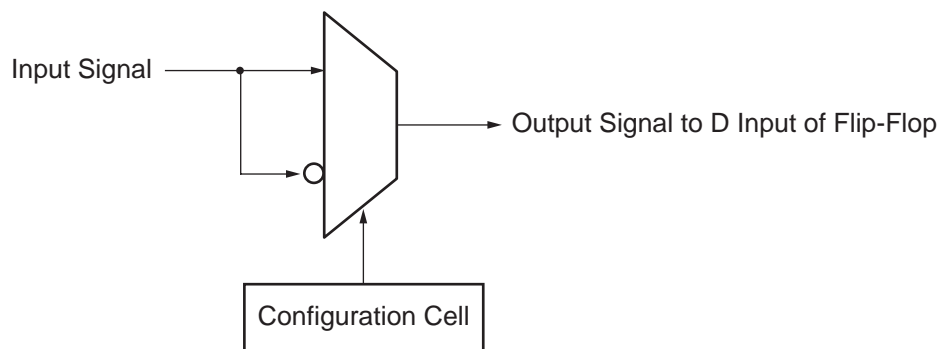 Input Signal
Output Signal to D Input of Flip-Flop
Configuration Cell